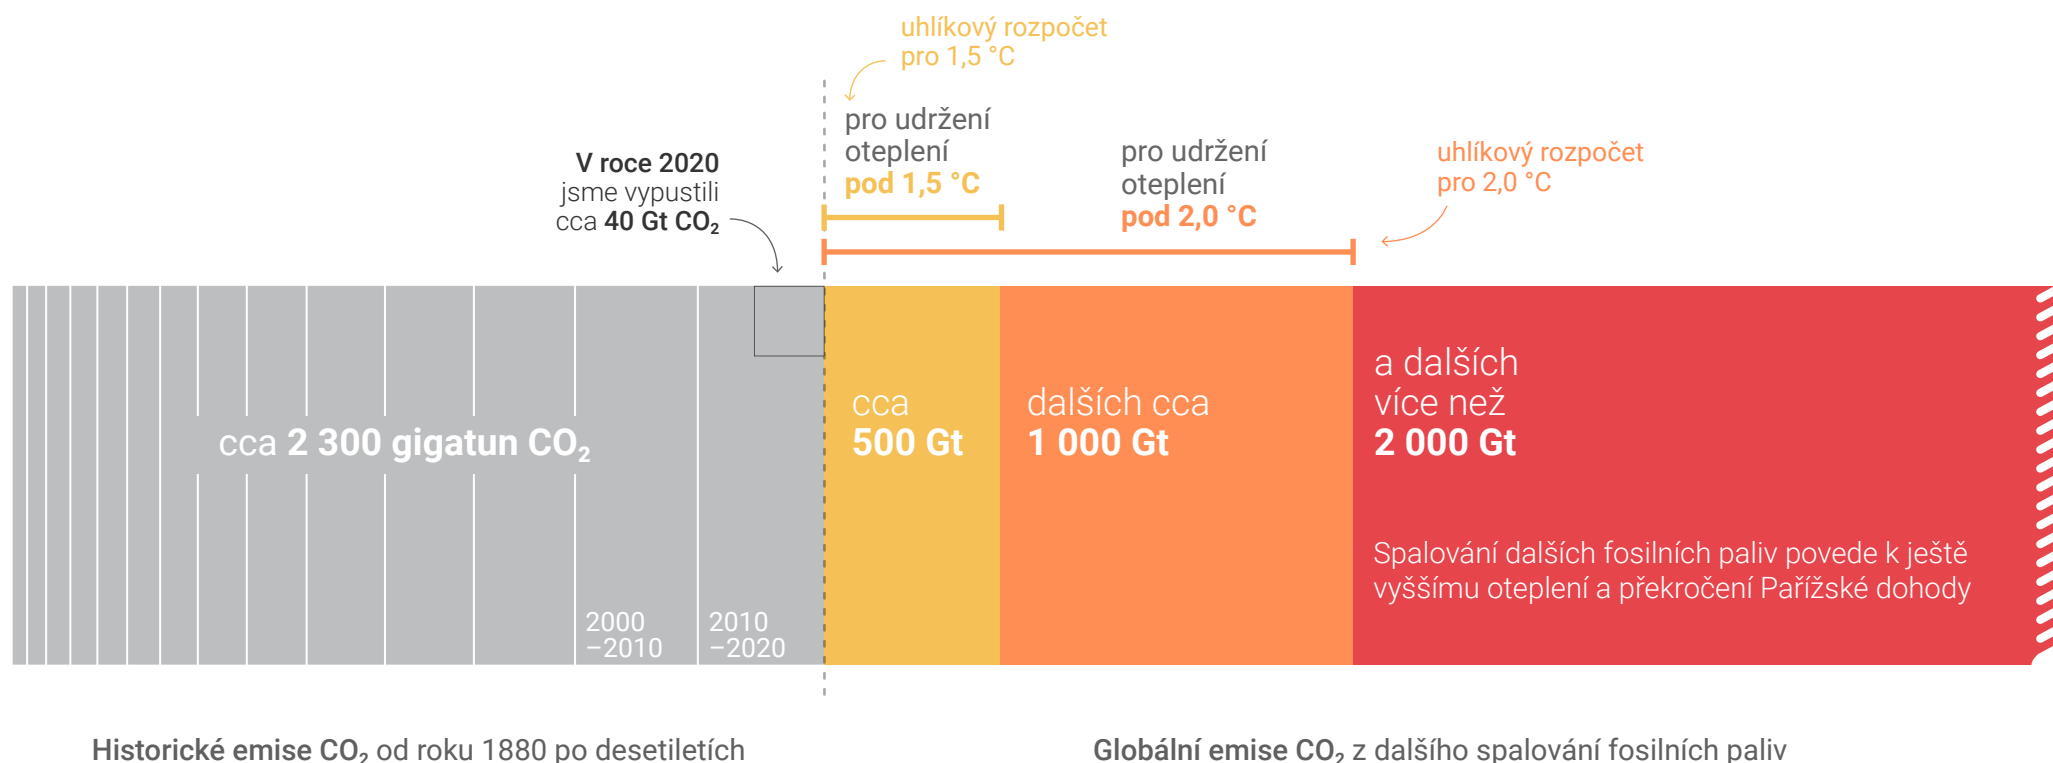 uhlíkový rozpočet
pro 1,5 °C
pro udržení
oteplení
pod 1,5 °C
V roce 2020
jsme vypustili
cca 40 Gt CO₂
pro udržení
oteplení
pod 2,0 °C
uhlíkový rozpočet
pro 2,0 °C
cca 2 300 gigatun CO₂
2000
–2010
2010
–2020
cca
500 Gt
dalších cca
1 000 Gt
a dalších
více než
2 000 Gt
Spalování dalších fosilních paliv povede k ještě
vyššímu oteplení a překročení Pařížské dohody
Historické emise CO₂ od roku 1880 po desetiletích
Globální emise CO₂ z dalšího spalování fosilních paliv